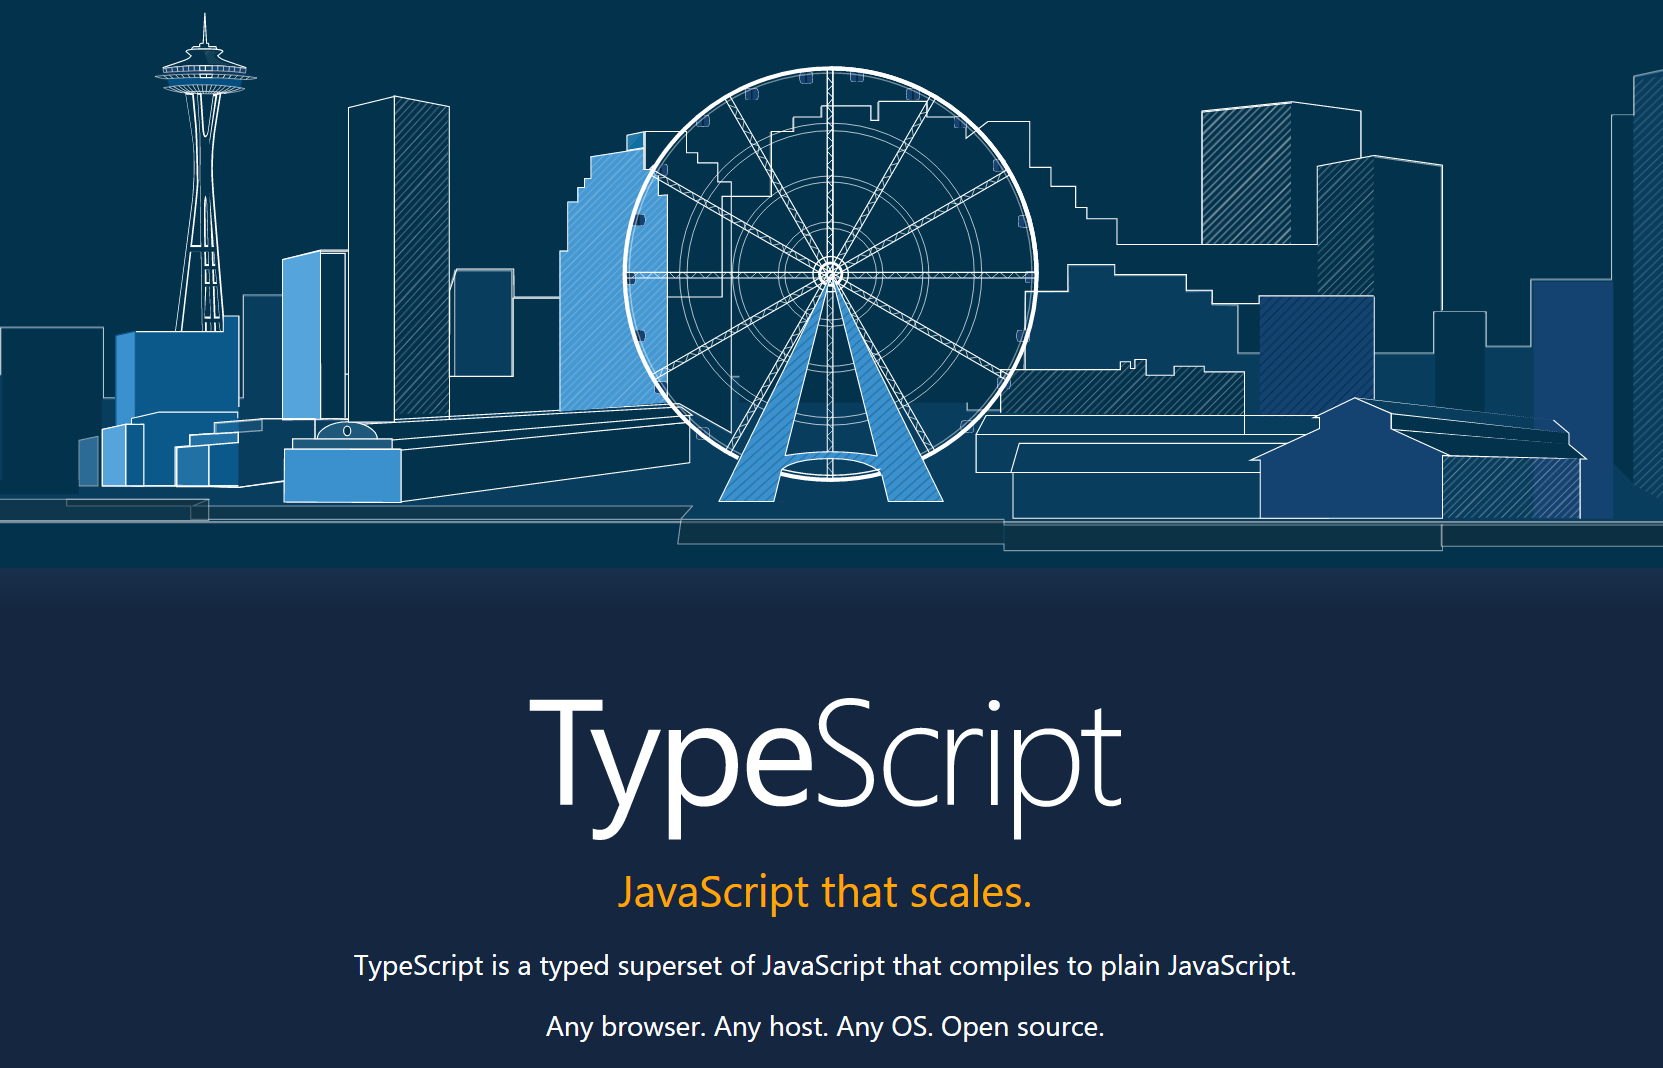 TypeScript
JavaScript that scales.
TypeScript is a typed superset of JavaScript that compiles to plain JavaScript.
Any browser. Any host. Any OS. Open source.